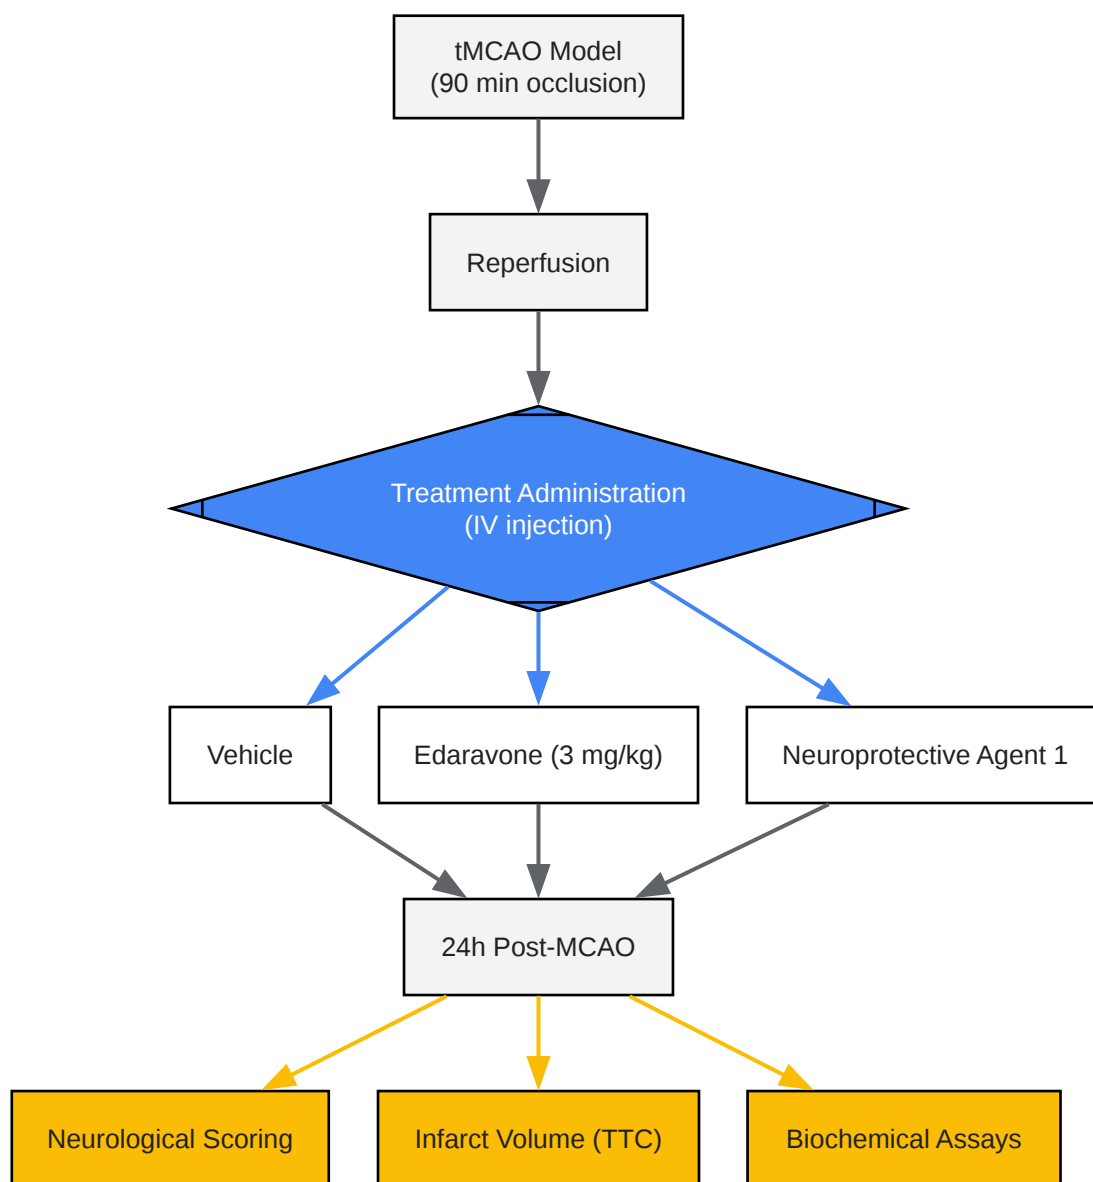 tMCAO Model
(90 min occlusion)
Reperfusion
Treatment Administration
(IV injection)
Vehicle
Edaravone (3 mg/kg)
Neuroprotective Agent 1
24h Post-MCAO
Neurological Scoring
Infarct Volume (TTC)
Biochemical Assays